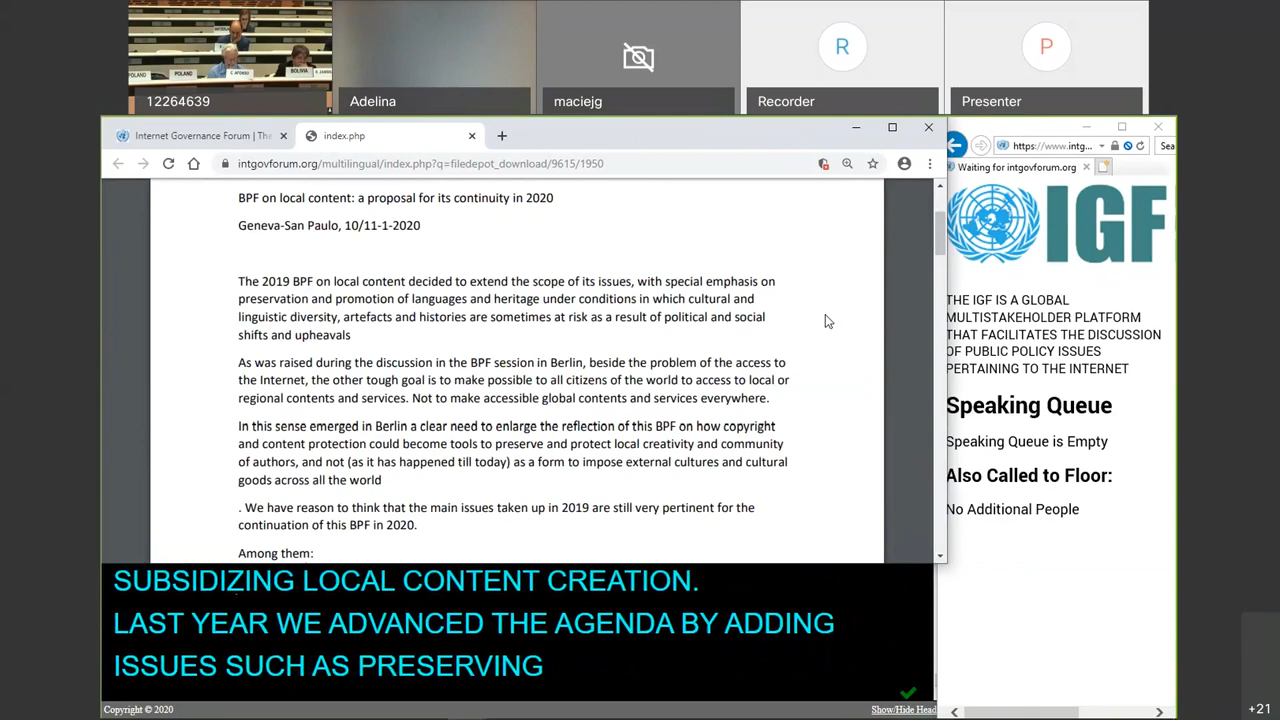 POLAND
POLAND
C. AFONSO
BOLIVIA
12264639
Adelina
maciejg
R
Recorder
P
Presenter
Internet Governance Forum | The
index.php
intgovforum.org/multilingual/index.php?q=filedepot_download/9615/1950
BPF on local content: a proposal for its continuity in 2020
Geneva-San Paulo, 10/11-1-2020
The 2019 BPF on local content decided to extend the scope of its issues, with special emphasis on
preservation and promotion of languages and heritage under conditions in which cultural and
linguistic diversity, artefacts and histories are sometimes at risk as a result of political and social
shifts and upheavals
As was raised during the discussion in the BPF session in Berlin, beside the problem of the access to
the Internet, the other tough goal is to make possible to all citizens of the world to access to local or
regional contents and services. Not to make accessible global contents and services everywhere.
In this sense emerged in Berlin a clear need to enlarge the reflection of this BPF on how copyright
and content protection could become tools to preserve and protect local creativity and community
of authors, and not (as it has happened till today) as a form to impose external cultures and cultural
goods across all the world
. We have reason to think that the main issues taken up in 2019 are still very pertinent for the
continuation of this BPF in 2020.
Among them:
https://www.intg...
Sea
Waiting for intgovforum.org
IGF
THE IGF IS A GLOBAL
MULTISTAKEHOLDER PLATFORM
THAT FACILITATES THE DISCUSSION
OF PUBLIC POLICY ISSUES
PERTAINING TO THE INTERNET
Speaking Queue
Speaking Queue is Empty
Also Called to Floor:
No Additional People
SUBSIDIZING LOCAL CONTENT CREATION.
LAST YEAR WE ADVANCED THE AGENDA BY ADDING
ISSUES SUCH AS PRESERVING
Copyright © 2020
Show/Hide Head
+21